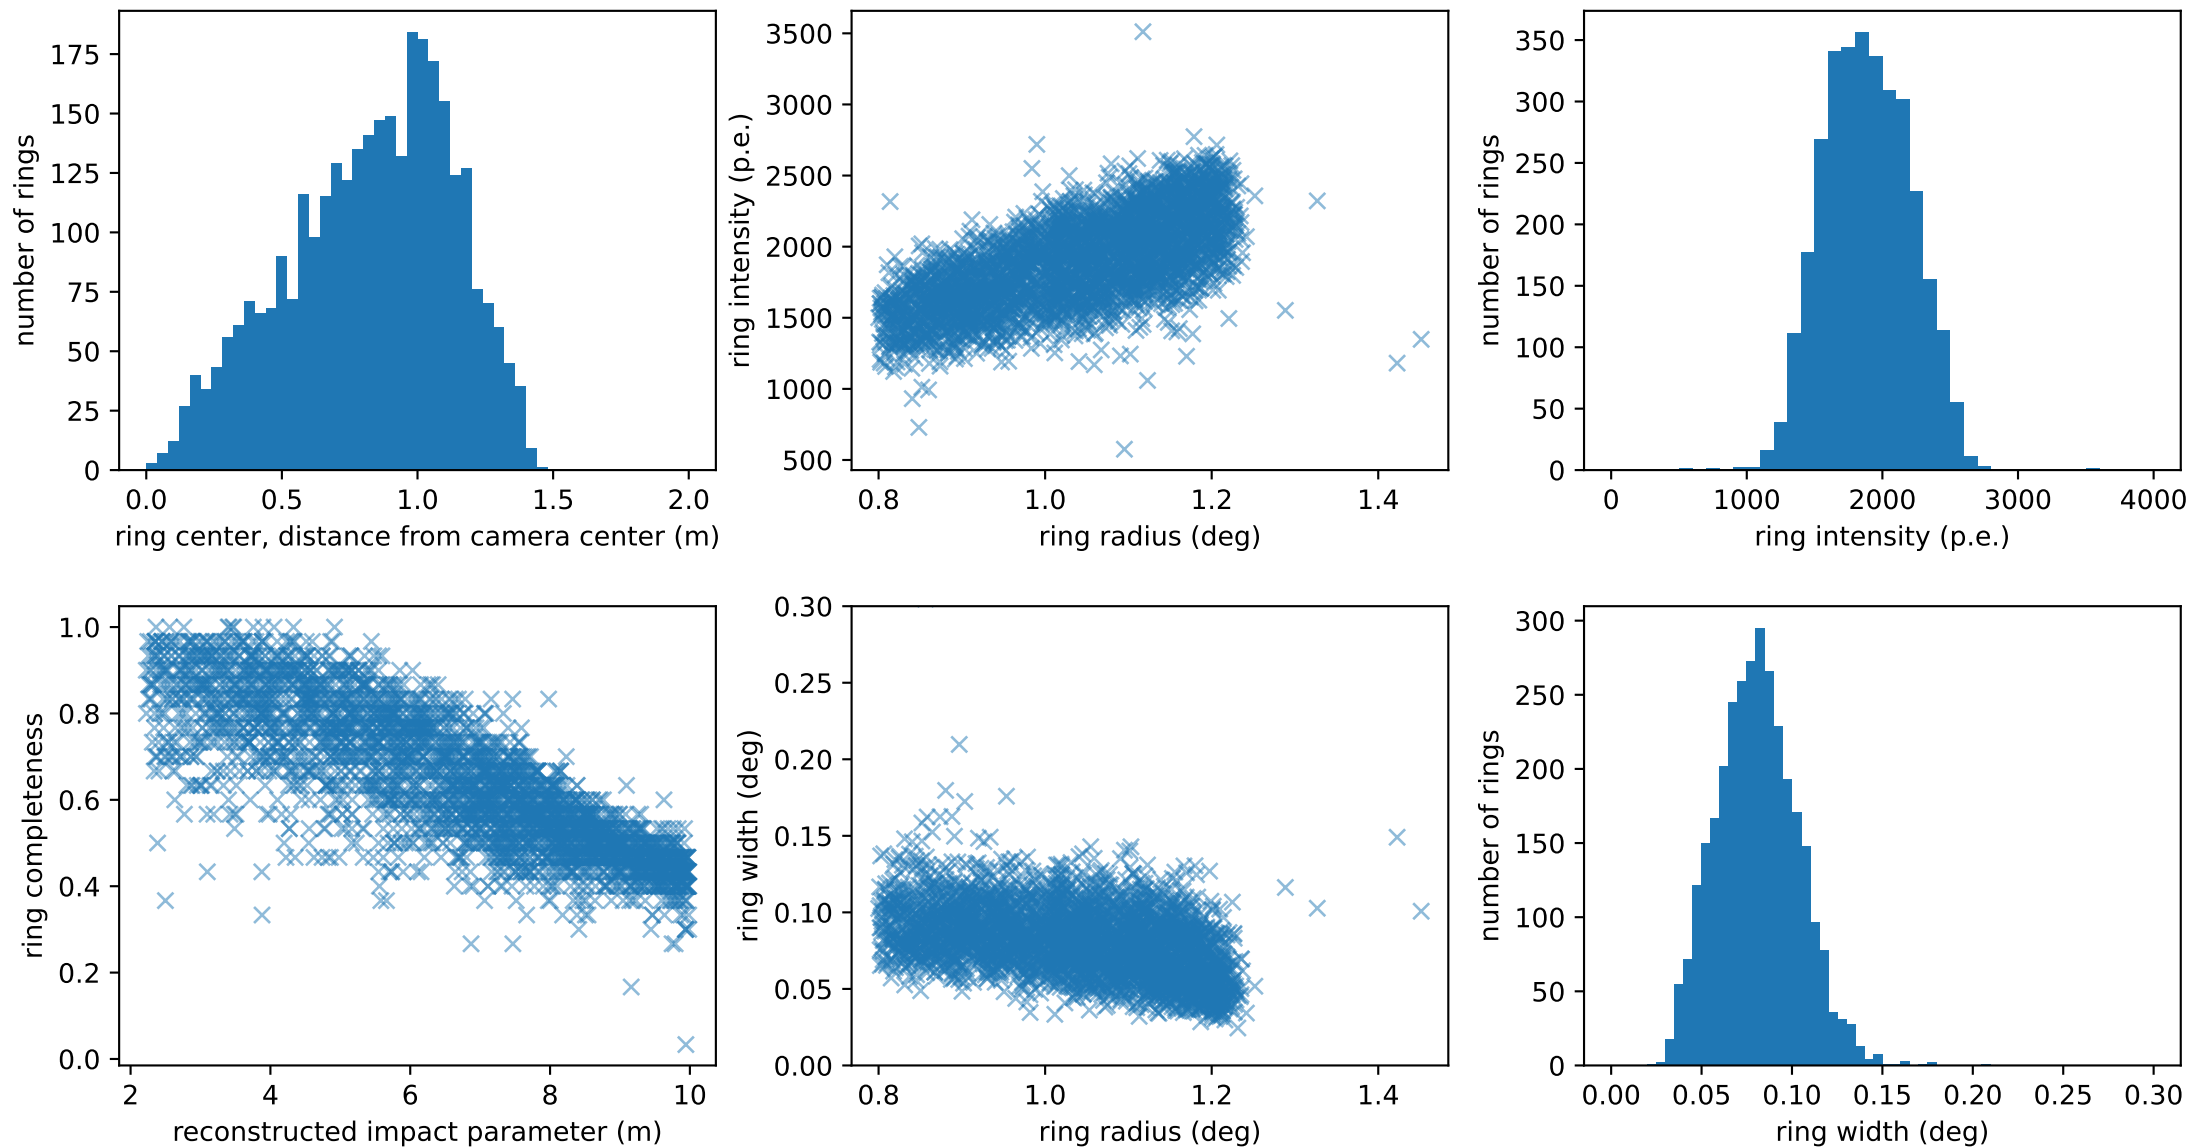 175
150
125
100
75
50
25
0
number of rings
0.0 0.5 1.0 1.5 2.0
ring center, distance from camera center (m)
3500
3000
2500
2000
1500
1000
500
ring intensity (p.e.)
0.8 1.0 1.2 1.4
ring radius (deg)
350
300
250
200
150
100
50
0
number of rings
0 1000 2000 3000 4000
ring intensity (p.e.)
1.0
0.8
0.6
0.4
0.2
0.0
ring completeness
2 4 6 8 10
reconstructed impact parameter (m)
0.30
0.25
0.20
0.15
0.10
0.05
0.00
ring width (deg)
0.8 1.0 1.2 1.4
ring radius (deg)
300
250
200
150
100
50
0
number of rings
0.00 0.05 0.10 0.15 0.20 0.25 0.30
ring width (deg)